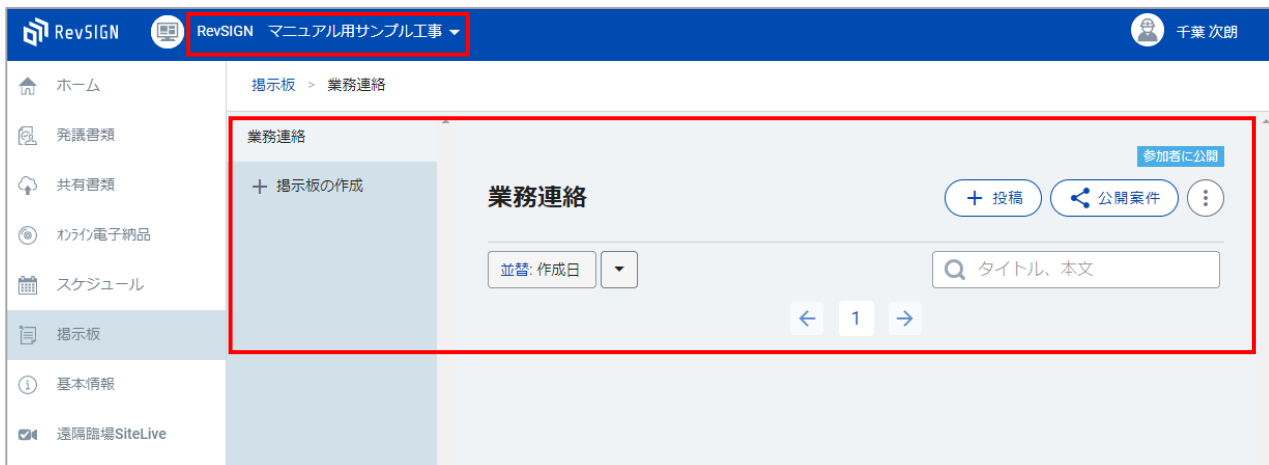 RevSIGN
RevSIGN マニュアル用サンプル工事
千葉 次朗
ホーム
発議書類
共有書類
オンライン電子納品
スケジュール
掲示板
基本情報
遠隔臨場SiteLive
掲示板 > 業務連絡
業務連絡
+ 掲示板の作成
参加者に公開
業務連絡
+ 投稿
公開案件
並替: 作成日
タイトル、本文
← 1 →